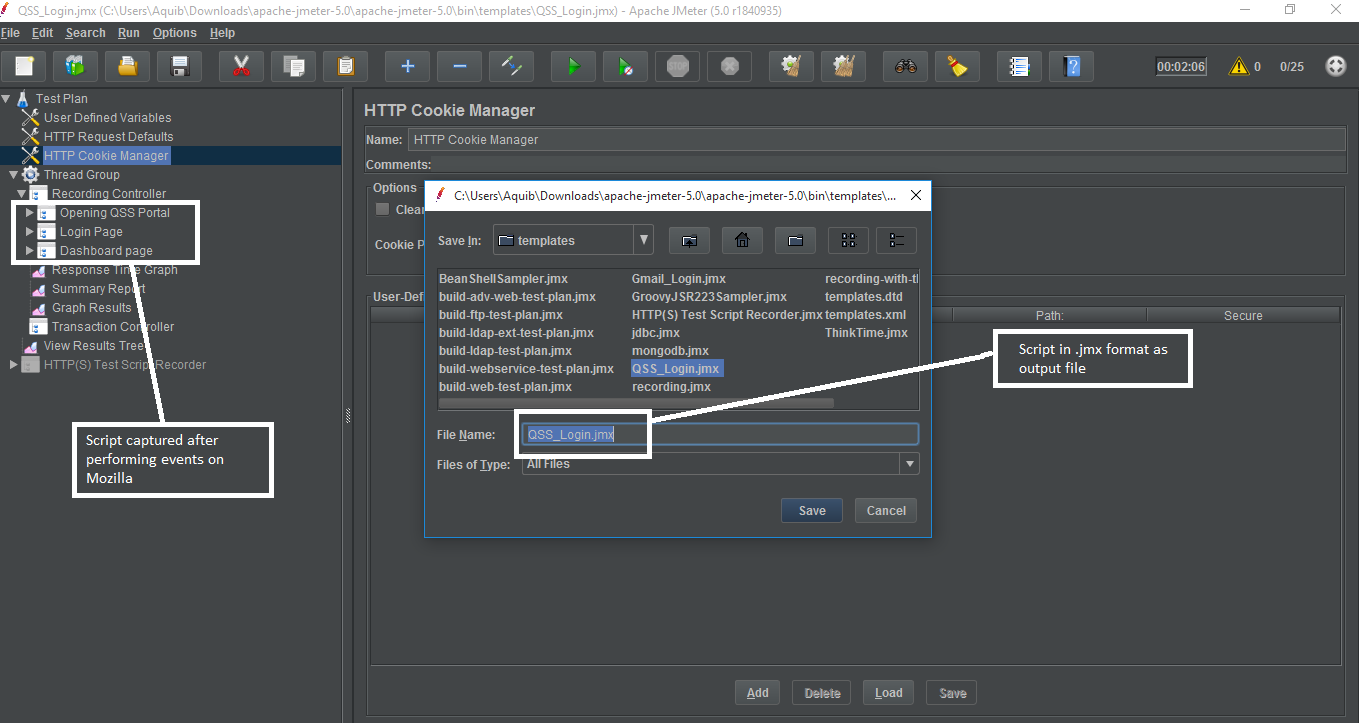 QSS_Login.jmx (C:\Users\Aquib\Downloads\apache-jmeter-5.0\apache-jmeter-5.0\bin\templates\QSS_Login.jmx) - Apache JMeter (5.0 r1840935)
File Edit Search Run Options Help
STOP
00:02:06 0 0/25
Test Plan
User Defined Variables
HTTP Request Defaults
HTTP Cookie Manager
Thread Group
Recording Controller
Opening QSS Portal
Login Page
Dashboard page
Response Time Graph
Summary Report
Graph Results
Transaction Controller
View Results Tree
HTTP(S) Test Script Recorder
Script captured after
performing events on
Mozilla
HTTP Cookie Manager
Name: HTTP Cookie Manager
Comments:
Options
Clear
Cookie P
User-Def
Path: Secure
C:\Users\Aquib\Downloads\apache-jmeter-5.0\apache-jmeter-5.0\bin\templates\...
Save In: templates
BeanShellSampler.jmx Gmail_Login.jmx recording-with-t
build-adv-web-test-plan.jmx GroovyJSR223Sampler.jmx templates.dtd
build-ftp-test-plan.jmx HTTP(S) Test Script Recorder.jmx templates.xml
build-ldap-ext-test-plan.jmx jdbc.jmx ThinkTime.jmx
build-ldap-test-plan.jmx mongodb.jmx
build-webservice-test-plan.jmx QSS_Login.jmx
build-web-test-plan.jmx recording.jmx
File Name: QSS_Login.jmx
Files of Type: All Files
Save Cancel
Script in .jmx format as
output file
Add Delete Load Save